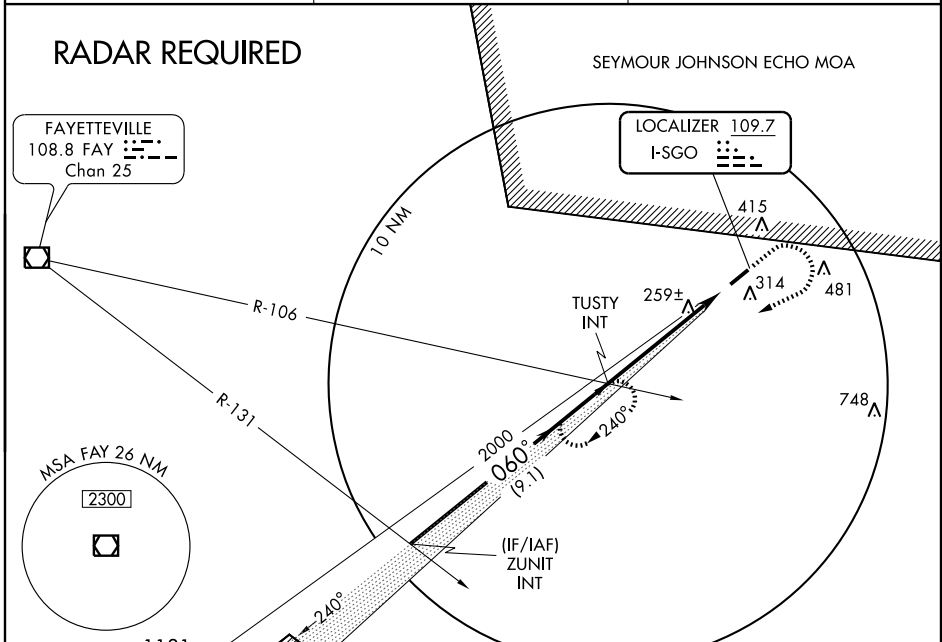 RADAR REQUIRED
SEYMOUR JOHNSON ECHO MOA
FAYETTEVILLE
108.8 FAY
Chan 25
LOCALIZER 109.7
I-SGO
415
10 NM
314
481
259±
TUSTY
INT
R-106
R-131
748
240°
2000
060°
(9.1)
MSA FAY 26 NM
2300
(IF/IAF)
ZUNIT
INT
240°